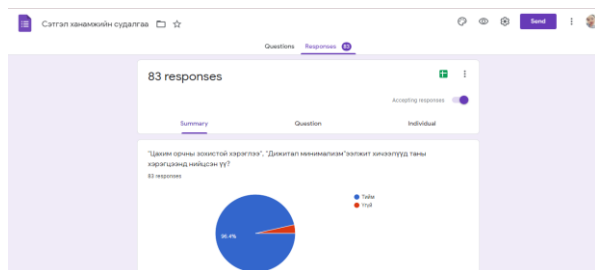 Сэтгэл ханамжийн судалгаа
Send
Questions Responses 83
83 responses
Accepting responses
Summary Question Individual
"Цахим орчны зохистой хэрэглээ", "Дижитал минимализм"ээлжит хичээлүүд таны
хэрэгцээнд нийцсэн үү?
83 responses
Тийм
Үгүй
96.4%